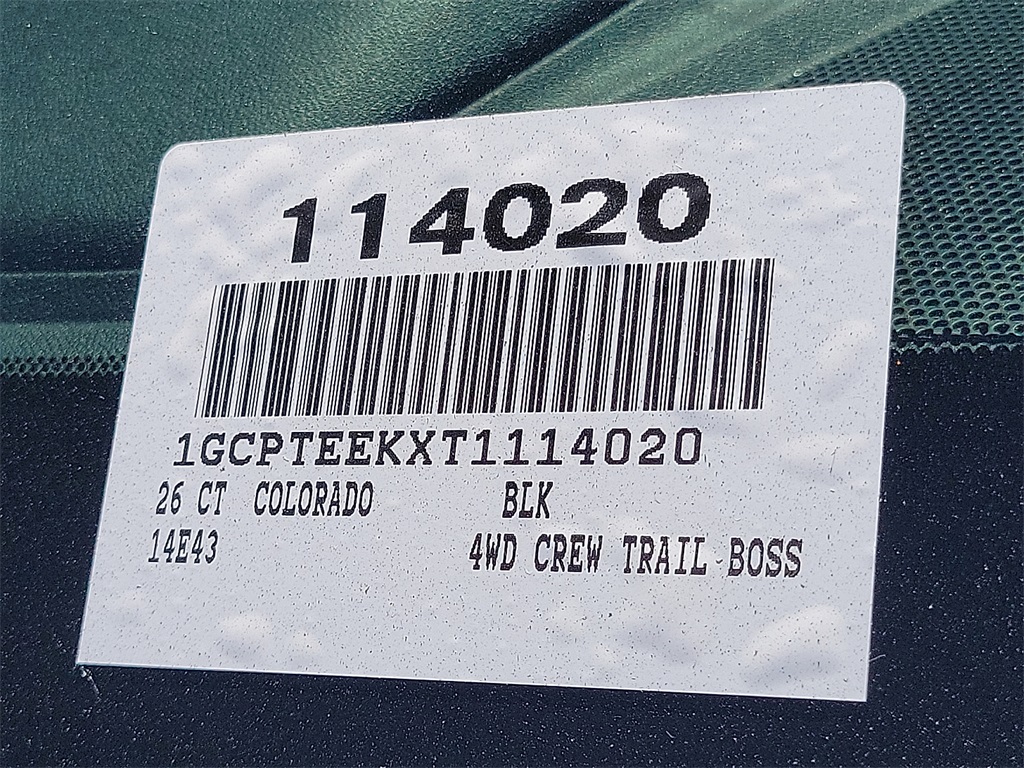 114020
1GCPTEEKXT1114020
26 CT COLORADO BLK
14E43 4WD CREW TRAIL BOSS